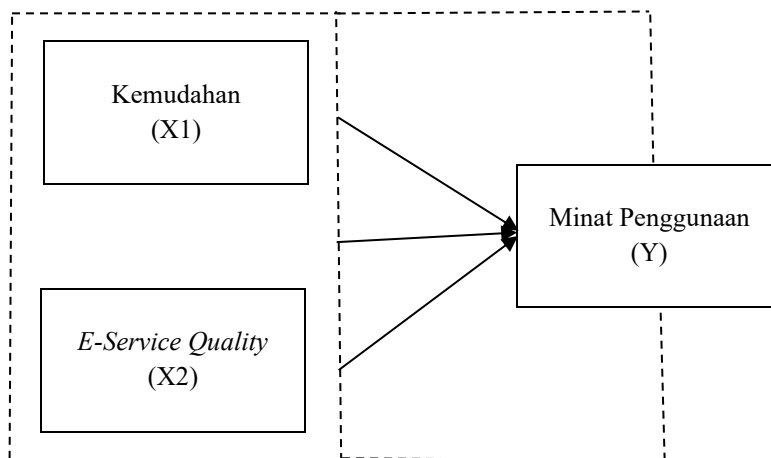 Kemudahan
(X1)
Minat Penggunaan
(Y)
E-Service Quality
(X2)